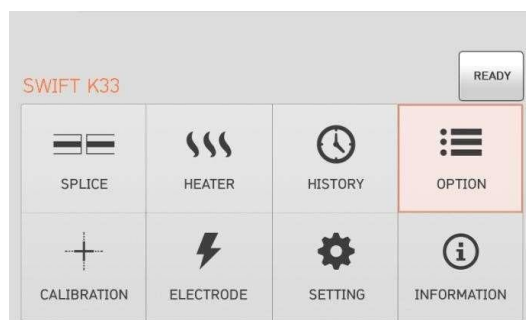 READY
SWIFT K33
SPLICE HEATER HISTORY OPTION
CALIBRATION ELECTRODE SETTING INFORMATION